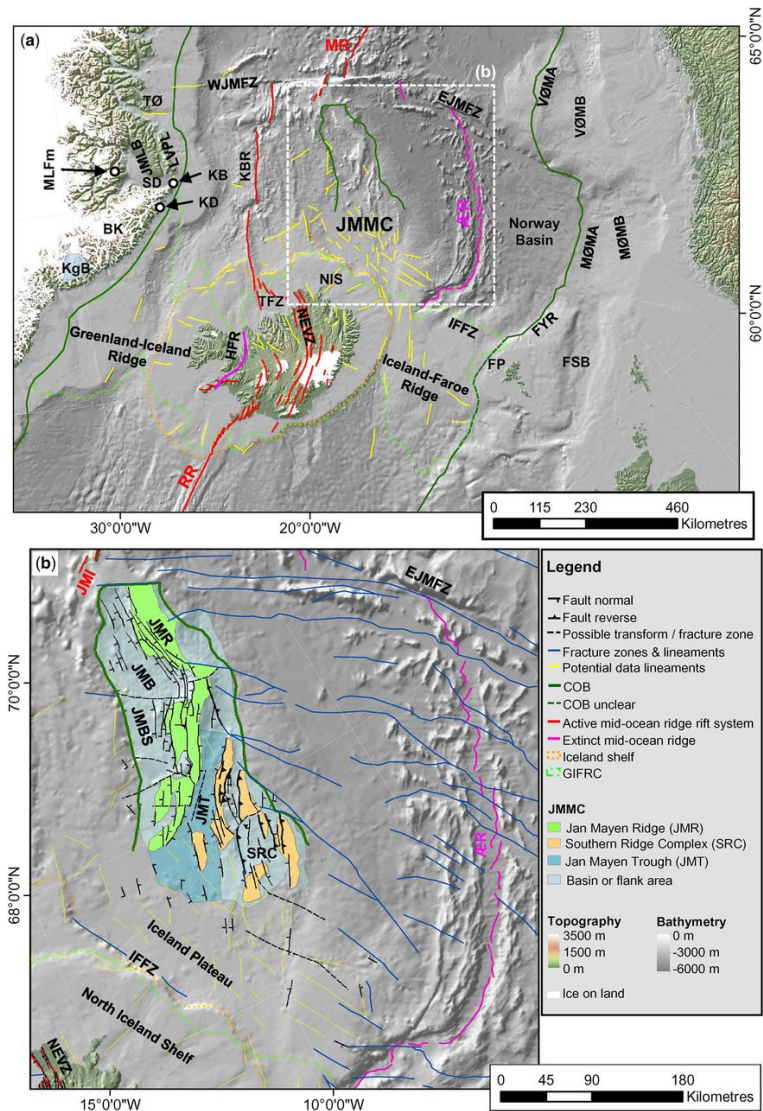 (a)
MR
65°0'0"N
(b)
WJMFZ
EJMFZ
VØMA
VØMB
TØ
JMLB
LVPL
MLFm
SD
KB
KD
KBR
ÆR
BK
KgB
JMMC
Norway
Basin
MØMA
MØMB
NIS
TFZ
NEVZ
HFR
IFFZ
FYR
60°0'0"N
Greenland-Iceland
Ridge
Iceland-Faroe
Ridge
FP
FSB
RR
0 115 230 460
Kilometres
30°0'0"W
20°0'0"W
(b)
JMI
EJMFZ
JMR
JMB
JMBS
JMT
SRC
ÆR
70°0'0"N
68°0'0"N
Iceland Plateau
IFFZ
North Iceland Shelf
NEVZ
15°0'0"W
10°0'0"W
Legend
Fault normal
Fault reverse
Possible transform / fracture zone
Fracture zones & lineaments
Potential data lineaments
COB
COB unclear
Active mid-ocean ridge rift system
Extinct mid-ocean ridge
Iceland shelf
GIFRC
JMMC
Jan Mayen Ridge (JMR)
Southern Ridge Complex (SRC)
Jan Mayen Trough (JMT)
Basin or flank area
Topography
3500 m
1500 m
0 m
Bathymetry
0 m
-3000 m
-6000 m
Ice on land
0 45 90 180
Kilometres